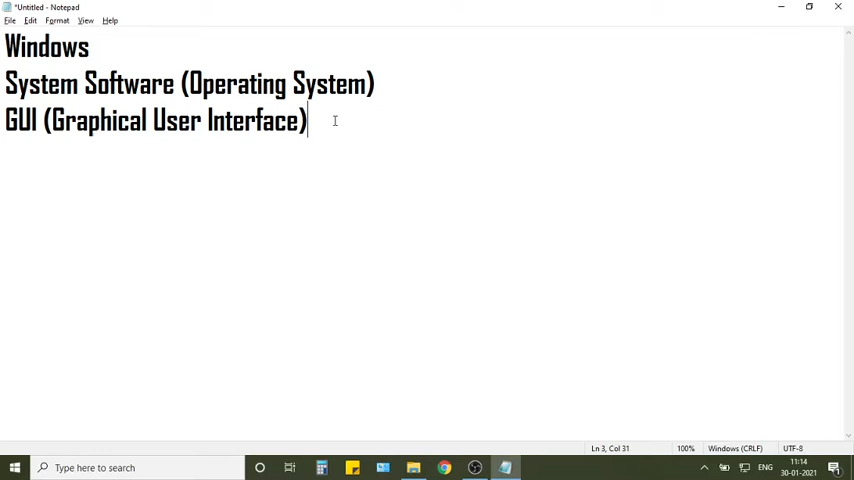 *Untitled - Notepad
File Edit Format View Help
Windows
System Software (Operating System)
GUI (Graphical User Interface)
Ln 3, Col 31 100% Windows (CRLF) UTF-8
Type here to search
ENG
11:14
30-01-2021
1